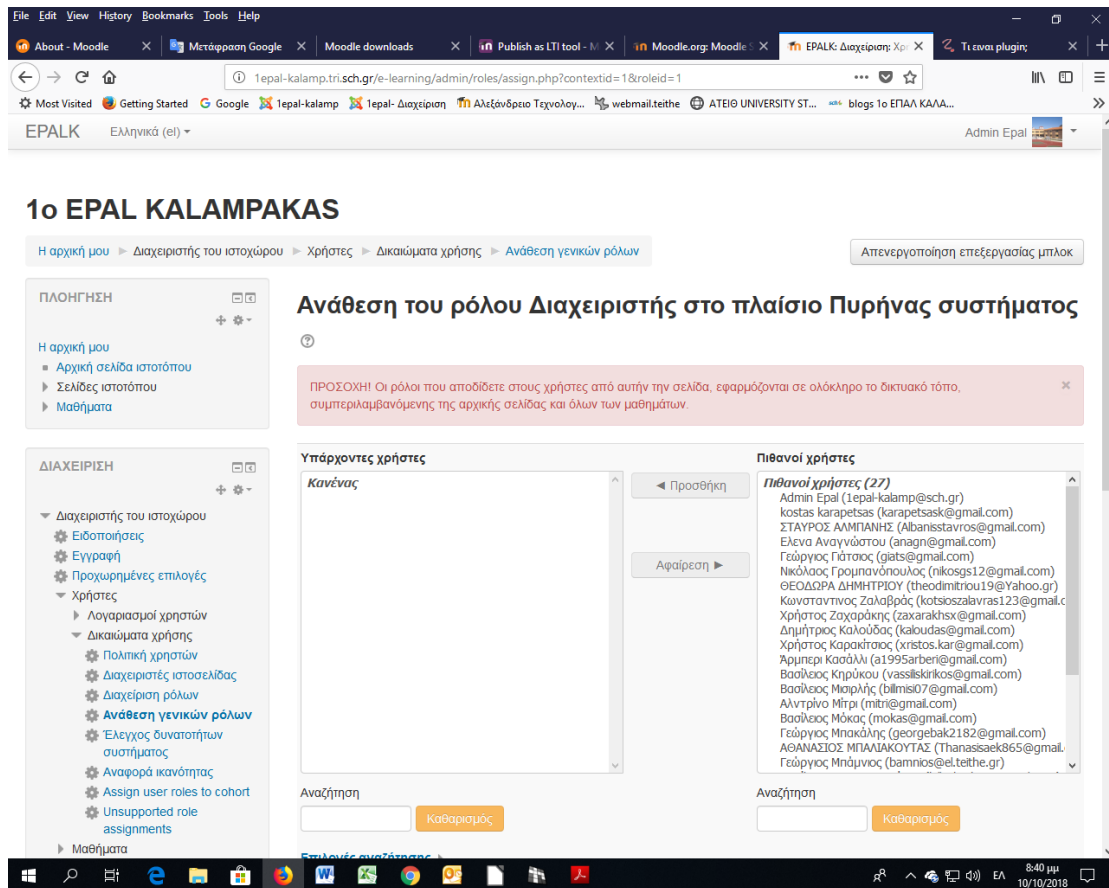 File Edit View History Bookmarks Tools Help
About - Moodle
Μετάφραση Google
Moodle downloads
Publish as LTI tool - M
Moodle.org: Moodle S
EPALK: Διαχείριση: Χρ
Τι ειναι plugin;
1epal-kalamp.tri.sch.gr/e-learning/admin/roles/assign.php?contextid=1&roleid=1
Most Visited Getting Started Google 1epal-kalamp 1epal- Διαχείριση Αλεξάνδρειο Τεχνολογ... webmail.teithe ΑΤΕΙΘ UNIVERSITY ST... blogs 1ο ΕΠΑΛ ΚΑΛΑ...
EPALK Ελληνικά (el) Admin Epal
1o EPAL KALAMPAKAS
Η αρχική μου Διαχειριστής του ιστοχώρου Χρήστες Δικαιώματα χρήσης Ανάθεση γενικών ρόλων
Απενεργοποίηση επεξεργασίας μπλοκ
ΠΛΟΗΓΗΣΗ
Η αρχική μου
Αρχική σελίδα ιστοτόπου
Σελίδες ιστοτόπου
Μαθήματα
ΔΙΑΧΕΙΡΙΣΗ
Διαχειριστής του ιστοχώρου
Ειδοποιήσεις
Εγγραφή
Προχωρημένες επιλογές
Χρήστες
Λογαριασμοί χρηστών
Δικαιώματα χρήσης
Πολιτική χρηστών
Διαχειριστές ιστοσελίδας
Διαχείριση ρόλων
Ανάθεση γενικών ρόλων
Έλεγχος δυνατοτήτων
συστήματος
Αναφορά ικανότητας
Assign user roles to cohort
Unsupported role
assignments
Μαθήματα
Ανάθεση του ρόλου Διαχειριστής στο πλαίσιο Πυρήνας συστήματος
ΠΡΟΣΟΧΗ! Οι ρόλοι που αποδίδετε στους χρήστες από αυτήν την σελίδα, εφαρμόζονται σε ολόκληρο το δικτυακό τόπο,
συμπεριλαμβανόμενης της αρχικής σελίδας και όλων των μαθημάτων.
Υπάρχοντες χρήστες
Κανένας
◄ Προσθήκη
Αφαίρεση ►
Πιθανοί χρήστες
Πιθανοί χρήστες (27)
Admin Epal (1epal-kalamp@sch.gr)
kostas karapetsas (karapetsask@gmail.com)
ΣΤΑΥΡΟΣ ΑΛΜΠΑΝΗΣ (Albanisstavros@gmail.com)
Ελενα Αναγνώστου (anagn@gmail.com)
Γεώργιος Γιάτσιος (giats@gmail.com)
Νικόλαος Γρομπανόπουλος (nikosgs12@gmail.com)
ΘΕΟΔΩΡΑ ΔΗΜΗΤΡΙΟΥ (theodimitriou19@Yahoo.gr)
Κωνσταντινος Ζαλαβράς (kotsioszalavras123@gmail.c
Χρήστος Ζαχαράκης (zaxarakhsx@gmail.com)
Δημήτριος Καλούδας (kaloudas@gmail.com)
Χρήστος Καρακίτσιος (xristos.kar@gmail.com)
Άρμπερι Κασάλλι (a1995arberi@gmail.com)
Βασίλειος Κηρύκου (vassiliskirikos@gmail.com)
Βασίλειος Μισιρλής (bilmisi07@gmail.com)
Αλντρίνο Μίτρι (mitri@gmail.com)
Βασίλειος Μόκας (mokas@gmail.com)
Γεώργιος Μπακάλης (georgebak2182@gmail.com)
ΑΘΑΝΑΣΙΟΣ ΜΠΑΛΙΑΚΟΥΤΑΣ (Thanasisaek865@gmail.
Γεώργιος Μπάμνιος (bamnios@el.teithe.gr)
Αναζήτηση
Καθαρισμός
Αναζήτηση
Καθαρισμός
Επιλογές αναζήτησης
ΕΛ
8:40 μμ
10/10/2018